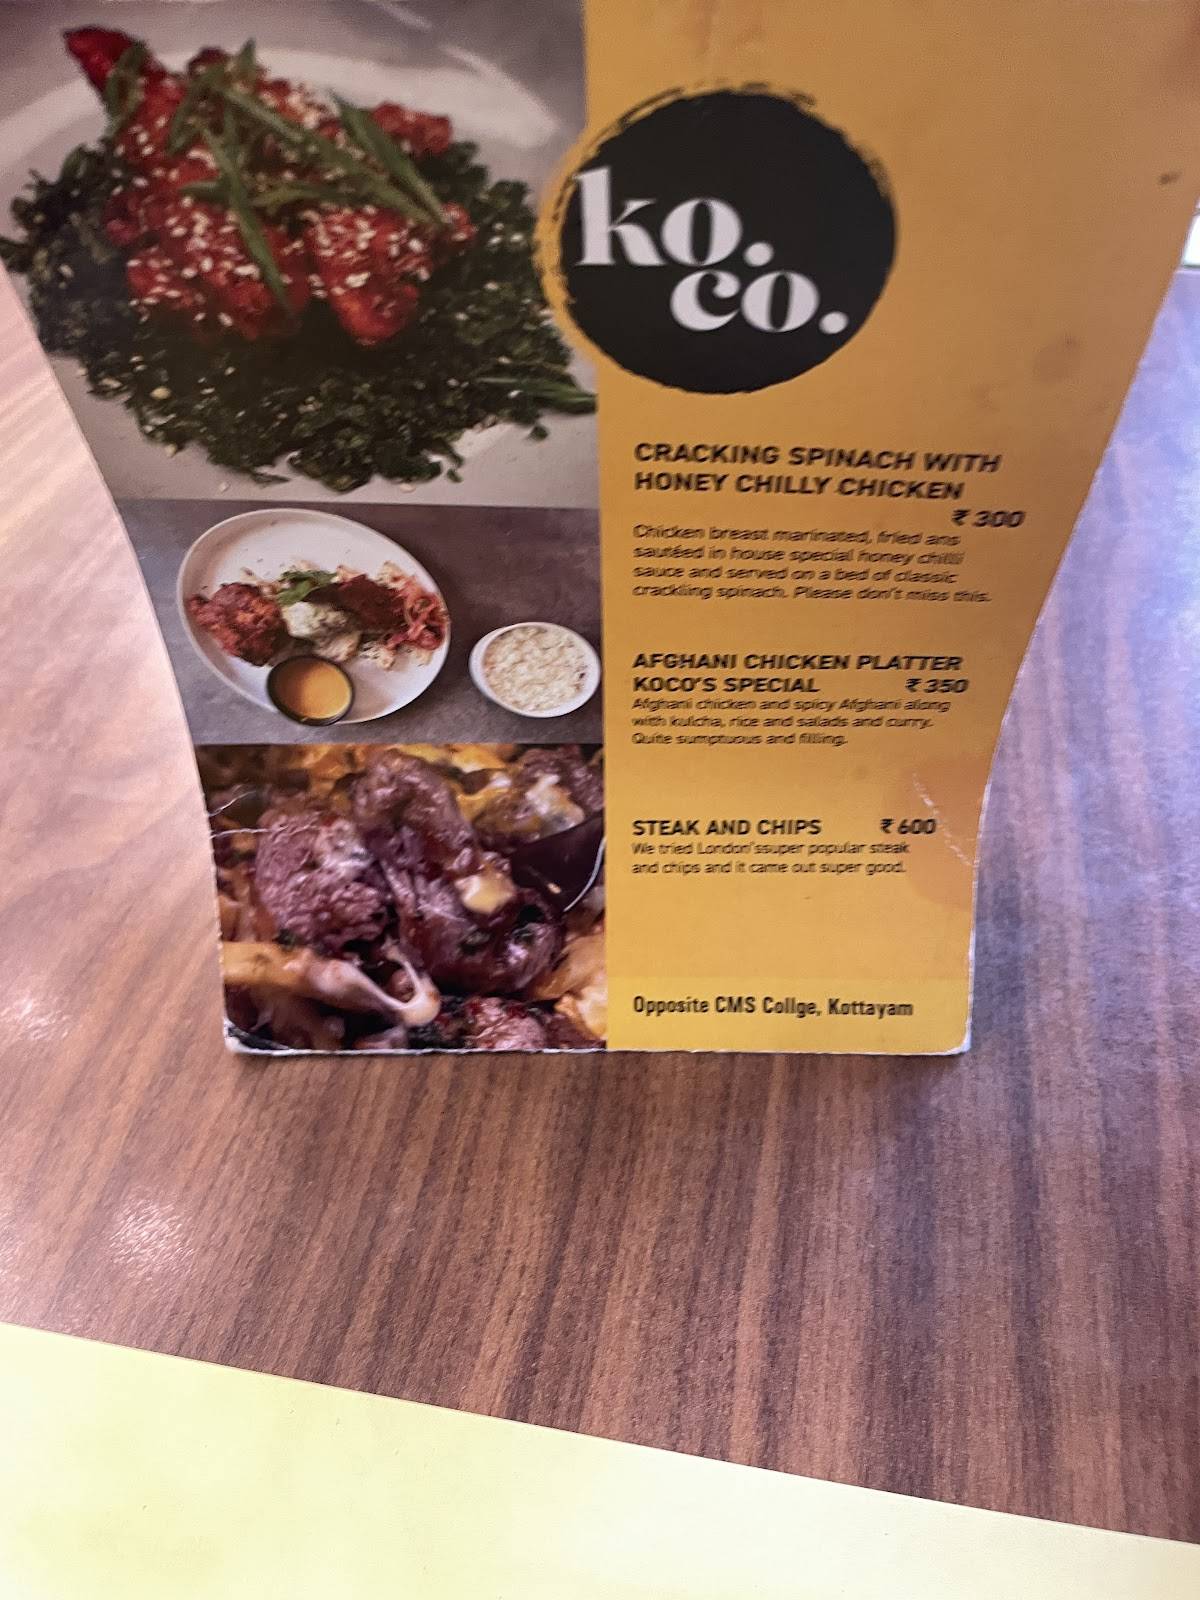 ko.
co.
CRACKING SPINACH WITH
HONEY CHILLY CHICKEN
₹ 300
Chicken breast marinated, fried ans
sautéed in house special honey chilli
sauce and served on a bed of classic
crackling spinach. Please don't miss this.
AFGHANI CHICKEN PLATTER
KOCO'S SPECIAL ₹ 350
Afghani chicken and spicy Afghani along
with kulcha, rice and salads and curry.
Quite sumptuous and filling.
STEAK AND CHIPS ₹ 600
We tried London'ssuper popular steak
and chips and it came out super good.
Opposite CMS Collge, Kottayam